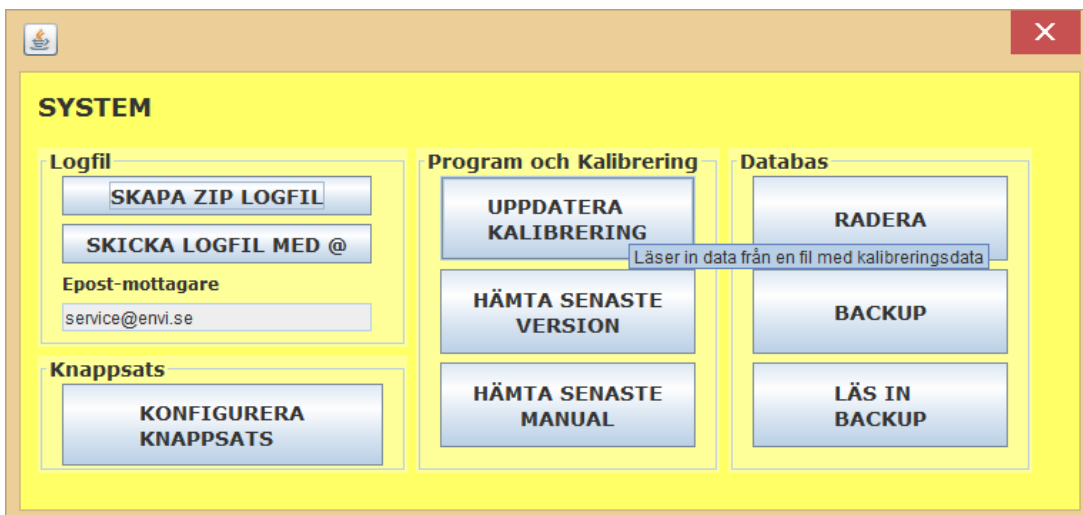 SYSTEM
Logfil
SKAPA ZIP LOGFIL
SKICKA LOGFIL MED @
Epost-mottagare
service@envi.se
Knappsats
KONFIGURERA
KNAPPSATS
Program och Kalibrering
UPPDATERA
KALIBRERING
Läser in data från en fil med kalibreringsdata
HÄMTA SENASTE
VERSION
HÄMTA SENASTE
MANUAL
Databas
RADERA
BACKUP
LÄS IN
BACKUP